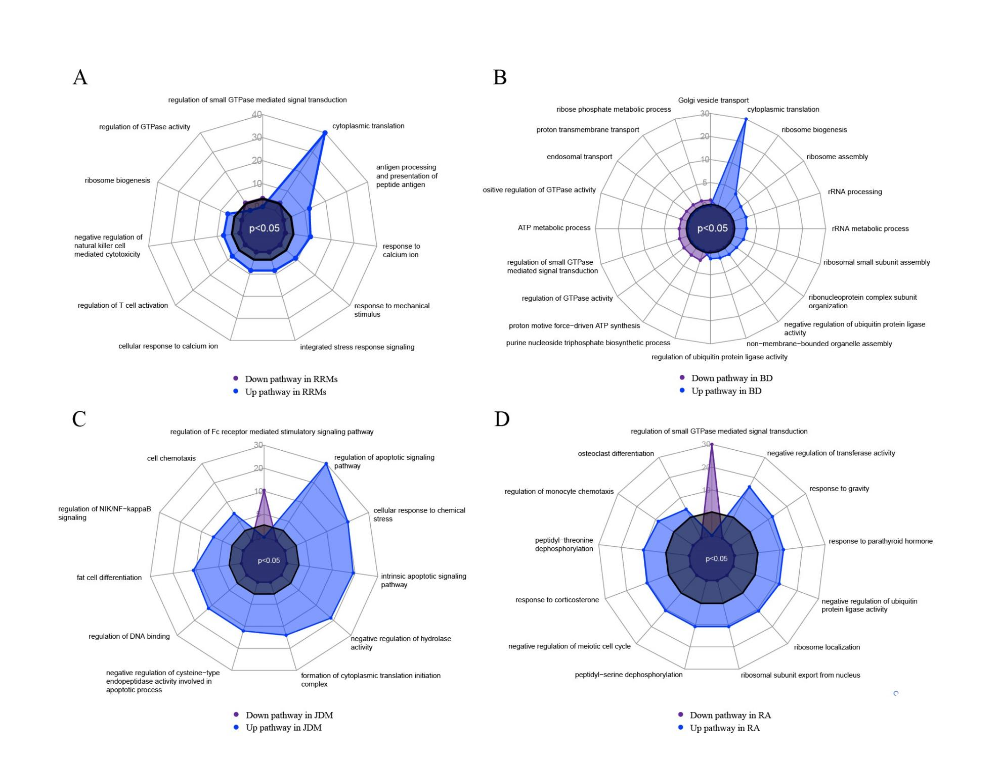 A
regulation of small GTPase mediated signal transduction
40
30
20
10
0
cytoplasmic translation
antigen processing
and presentation of
peptide antigen
response to
calcium ion
response to mechanical
stimulus
integrated stress response signaling
cellular response to calcium ion
regulation of T cell activation
negative regulation of
natural killer cell
mediated cytotoxicity
ribosome biogenesis
regulation of GTPase activity
p<0.05
Down pathway in RRMs
Up pathway in RRMs
B
Golgi vesicle transport
30
20
10
5
cytoplasmic translation
ribosome biogenesis
ribosome assembly
rRNA processing
rRNA metabolic process
ribosomal small subunit assembly
ribonucleoprotein complex subunit
organization
negative regulation of ubiquitin protein ligase
activity
non−membrane−bounded organelle assembly
regulation of ubiquitin protein ligase activity
purine nucleoside triphosphate biosynthetic process
proton motive force−driven ATP synthesis
regulation of GTPase activity
regulation of small GTPase
mediated signal transduction
ATP metabolic process
ositive regulation of GTPase activity
endosomal transport
proton transmembrane transport
ribose phosphate metabolic process
p<0.05
Down pathway in BD
Up pathway in BD
C
regulation of Fc receptor mediated stimulatory signaling pathway
30
20
10
5
0
regulation of apoptotic signaling
pathway
cellular response to chemical
stress
intrinsic apoptotic signaling
pathway
negative regulation of hydrolase
activity
formation of cytoplasmic translation initiation
complex
negative regulation of cysteine−type
endopeptidase activity involved in
apoptotic process
regulation of DNA binding
fat cell differentiation
regulation of NIK/NF−kappaB
signaling
cell chemotaxis
p<0.05
Down pathway in JDM
Up pathway in JDM
D
regulation of small GTPase mediated signal transduction
30
20
10
negative regulation of transferase activity
response to gravity
response to parathyroid hormone
negative regulation of ubiquitin
protein ligase activity
ribosome localization
ribosomal subunit export from nucleus
peptidyl−serine dephosphorylation
negative regulation of meiotic cell cycle
response to corticosterone
peptidyl−threonine
dephosphorylation
regulation of monocyte chemotaxis
osteoclast differentiation
p<0.05
Down pathway in RA
Up pathway in RA